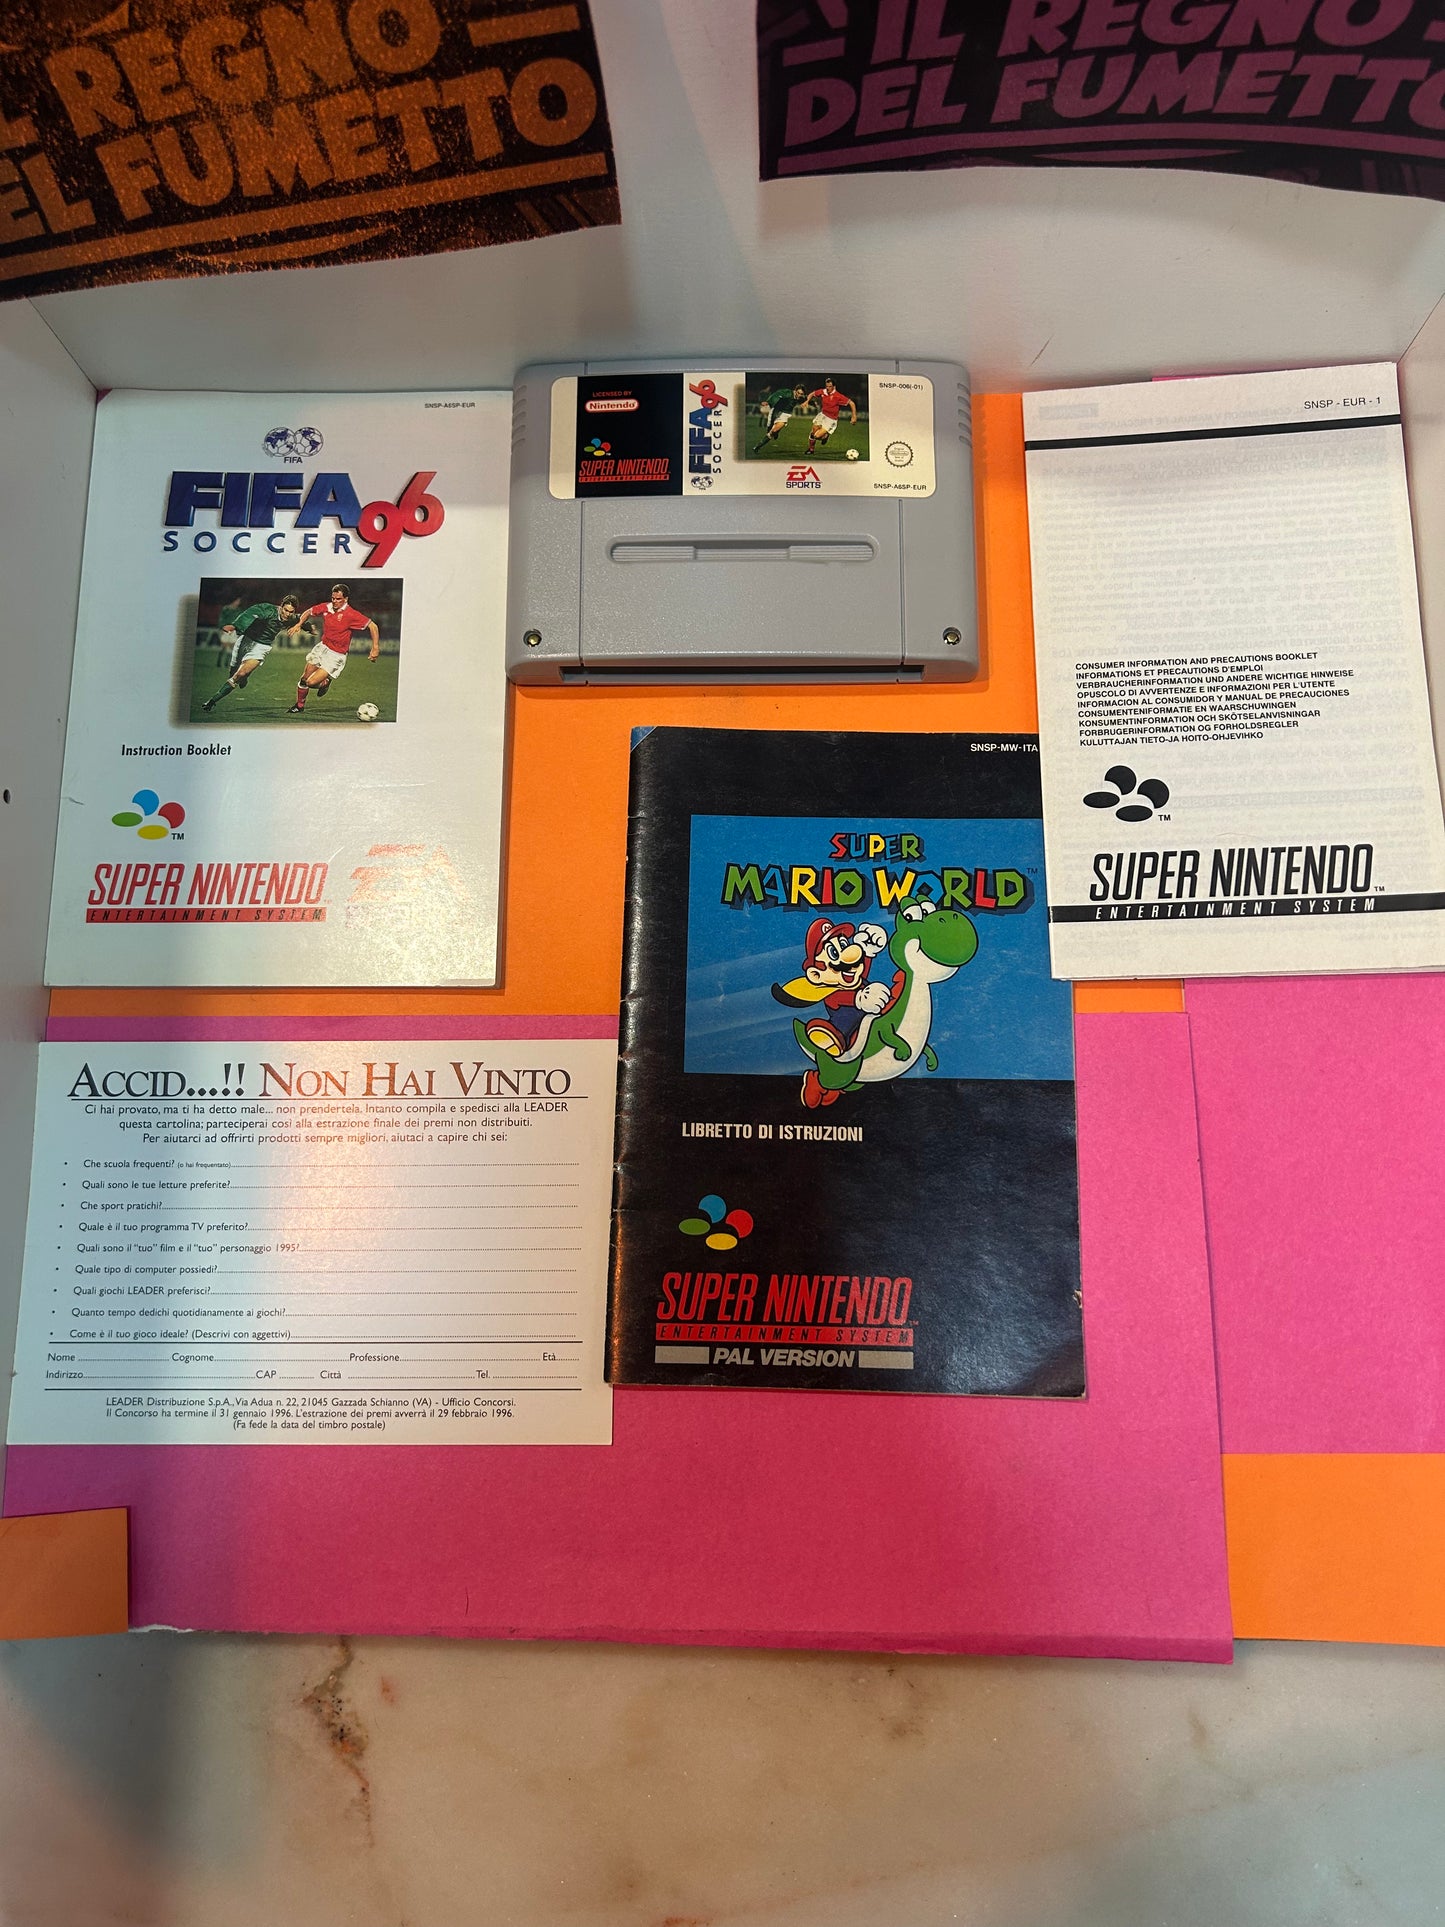 IL REGNO
DEL FUMETTO
IL REGNO
DEL FUMETTO
SNSP-A6SP-EUR
FIFA
FIFA 96
SOCCER
Instruction Booklet
TM
SUPER NINTENDO
ENTERTAINMENT SYSTEM
EA
LICENSED BY
Nintendo
SUPER NINTENDO
ENTERTAINMENT SYSTEM
FIFA 96
SOCCER
FIFA
EA
SPORTS
SNSP-006(-01)
SNSP-A6SP-EUR
SNSP - EUR - 1
CONSUMER INFORMATION AND PRECAUTIONS BOOKLET
INFORMATIONS ET PRECAUTIONS D'EMPLOI
VERBRAUCHERINFORMATION UND ANDERE WICHTIGE HINWEISE
OPUSCOLO DI AVVERTENZE E INFORMAZIONI PER L'UTENTE
INFORMACION AL CONSUMIDOR Y MANUAL DE PRECAUCIONES
CONSUMENTENINFORMATIE EN WAARSCHUWINGEN
KONSUMENTINFORMATION OCH SKÖTSELANVISNINGAR
FORBRUGERINFORMATION OG FORHOLDSREGLER
KULUTTAJAN TIETO-JA HOITO-OHJEVIHKO
TM
SUPER NINTENDO TM
ENTERTAINMENT SYSTEM
SNSP-MW-ITA
SUPER
MARIO WORLD TM
LIBRETTO DI ISTRUZIONI
SUPER NINTENDO TM
ENTERTAINMENT SYSTEM
PAL VERSION
ACCID...!! NON HAI VINTO
Ci hai provato, ma ti ha detto male... non prendertela. Intanto compila e spedisci alla LEADER
questa cartolina; parteciperai così alla estrazione finale dei premi non distribuiti.
Per aiutarci ad offrirti prodotti sempre migliori, aiutaci a capire chi sei:
• Che scuola frequenti? (o hai frequentato)
• Quali sono le tue letture preferite?
• Che sport pratichi?
• Quale è il tuo programma TV preferito?
• Quali sono il "tuo" film e il "tuo" personaggio 1995?
• Quale tipo di computer possiedi?
• Quali giochi LEADER preferisci?
• Quanto tempo dedichi quotidianamente ai giochi?
• Come è il tuo gioco ideale? (Descrivi con aggettivi)
Nome Cognome Professione Età
Indirizzo CAP Città Tel.
LEADER Distribuzione S.p.A., Via Adua n. 22, 21045 Gazzada Schianno (VA) - Ufficio Concorsi.
Il Concorso ha termine il 31 gennaio 1996. L'estrazione dei premi avverrà il 29 febbraio 1996.
(Fa fede la data del timbro postale)